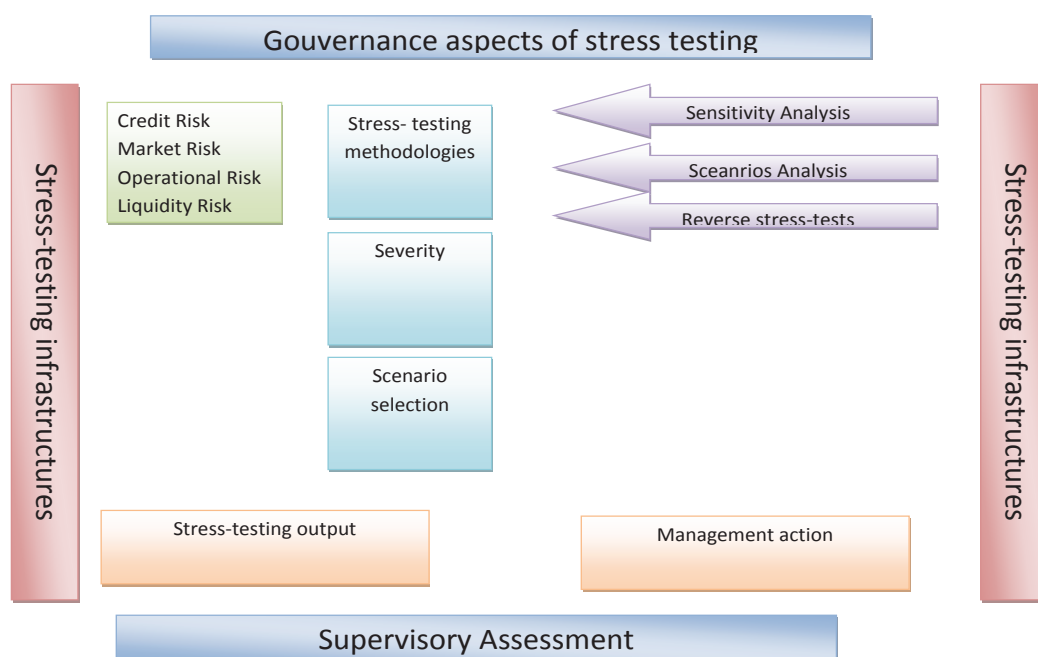 Gouvernance aspects of stress testing
Stress-testing infrastructures
Credit Risk
Market Risk
Operational Risk
Liquidity Risk
Stress- testing
methodologies
Severity
Scenario
selection
Sensitivity Analysis
Sceanrios Analysis
Reverse stress-tests
Stress-testing infrastructures
Stress-testing output
Management action
Supervisory Assessment